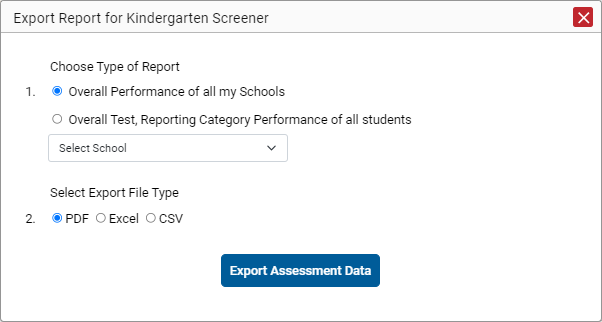 Export Report for Kindergarten Screener
Choose Type of Report
1. Overall Performance of all my Schools
Overall Test, Reporting Category Performance of all students
Select School
Select Export File Type
2. PDF Excel CSV
Export Assessment Data